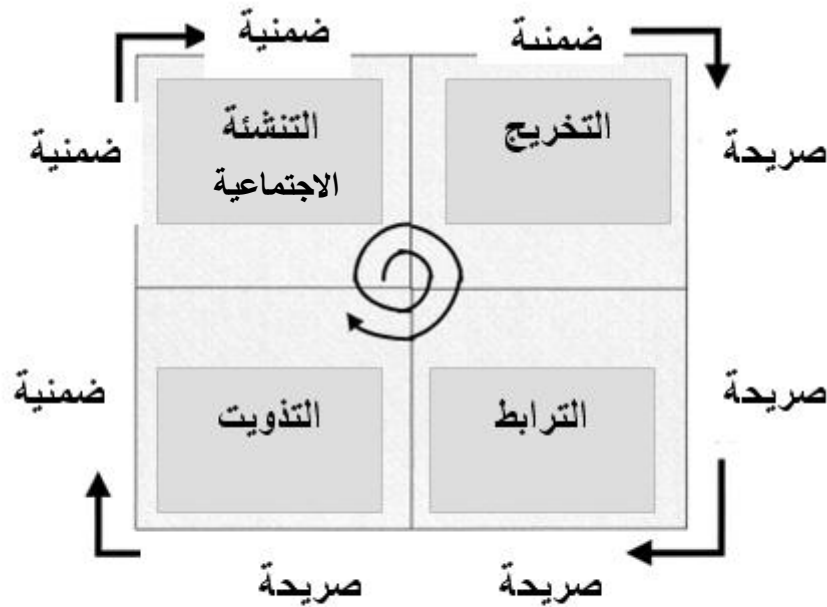 ضمنية
ضمنية
صريحة
التخريج
التنشئة
الاجتماعية
ضمنية
صريحة
الترابط
التذويت
ضمنية
صريحة
صريحة